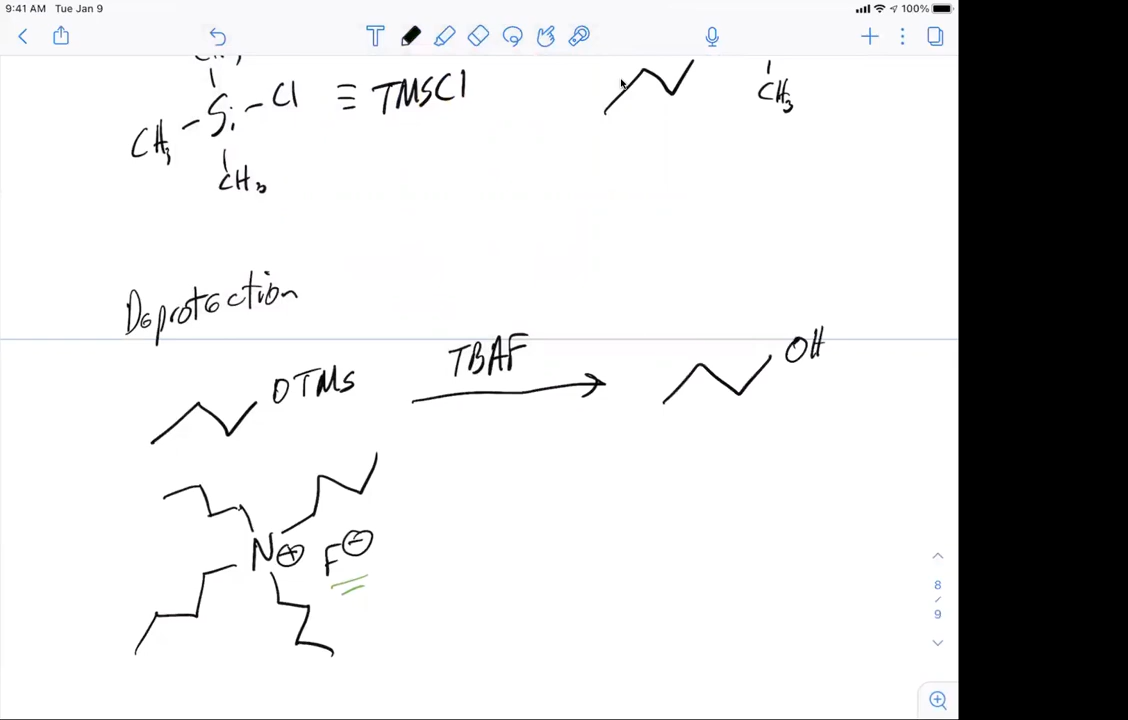 9:41 AM Tue Jan 9
100%
T
CH3
Si
Cl
≡ TMSCl
CH3
CH3
CH3
Deprotection
OTMS
TBAF
OH
N⊕ F⊖
8
/
9